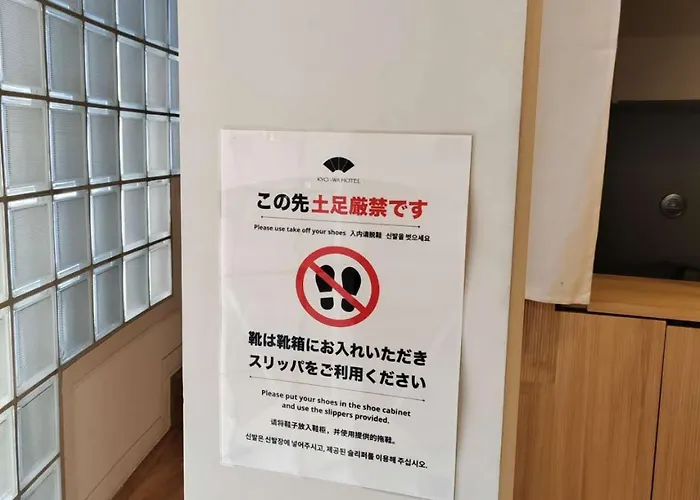 KYO-WA HOTEL
この先土足厳禁です
Please use take off your shoes 入内请脱鞋 신발을 벗으세요
靴は靴箱にお入れいただき
スリッパをご利用ください
Please put your shoes in the shoe cabinet
and use the slippers provided.
请将鞋子放入鞋柜，并使用提供的拖鞋。
신발은 신발장에 넣어주시고, 제공된 슬리퍼를 이용해 주십시오.